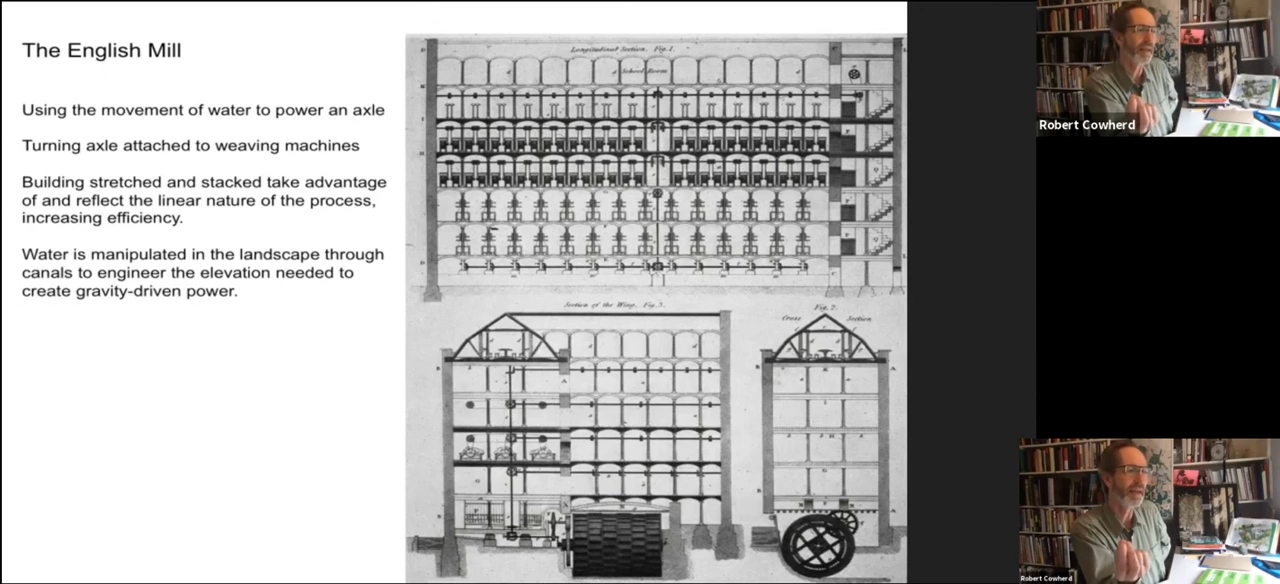 The English Mill
Using the movement of water to power an axle
Turning axle attached to weaving machines
Building stretched and stacked take advantage
of and reflect the linear nature of the process,
increasing efficiency.
Water is manipulated in the landscape through
canals to engineer the elevation needed to
create gravity-driven power.
Longitudinal Section. Fig. 1.
School Room
Section of the Wing. Fig. 3.
Fig. 2.
Cross Section
Robert Cowherd
Robert Cowherd